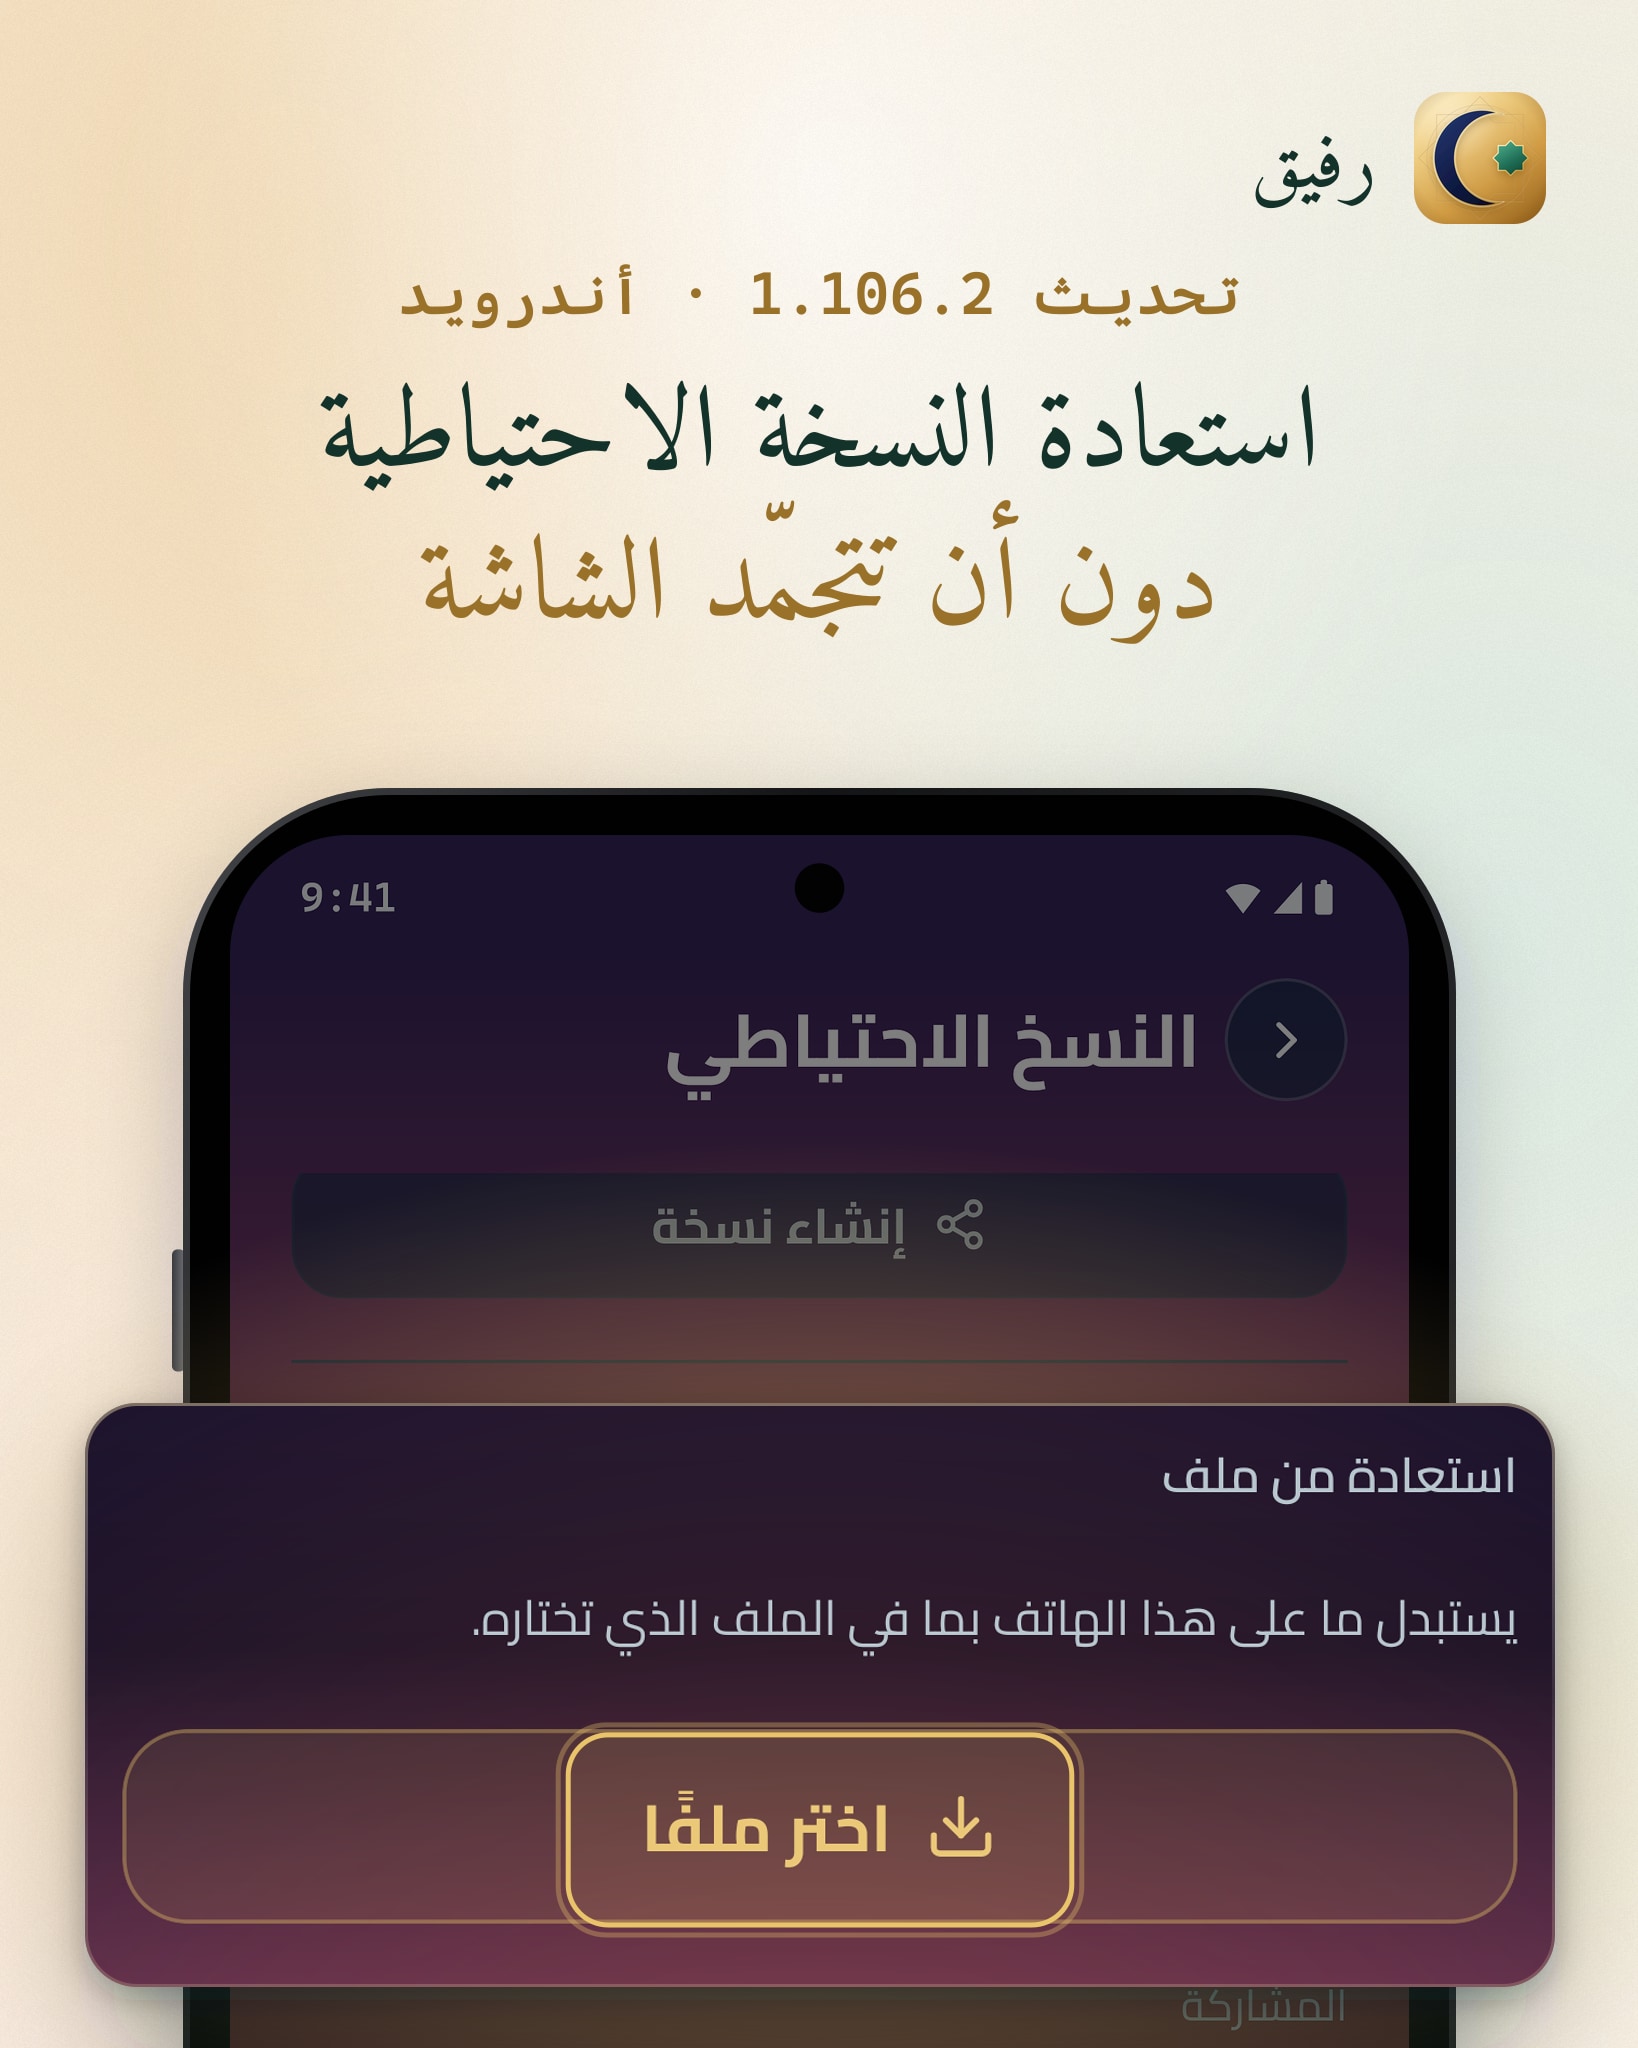 رفيق
تحديث 1.106.2 · أندرويد
استعادة النسخة الاحتياطية
دون أن تتجمّد الشاشة
9:41
النسخ الاحتياطي
إنشاء نسخة
استعادة من ملف
يستبدل ما على هذا الهاتف بما في الملف الذي تختاره.
اختر ملفًا
المشاركة